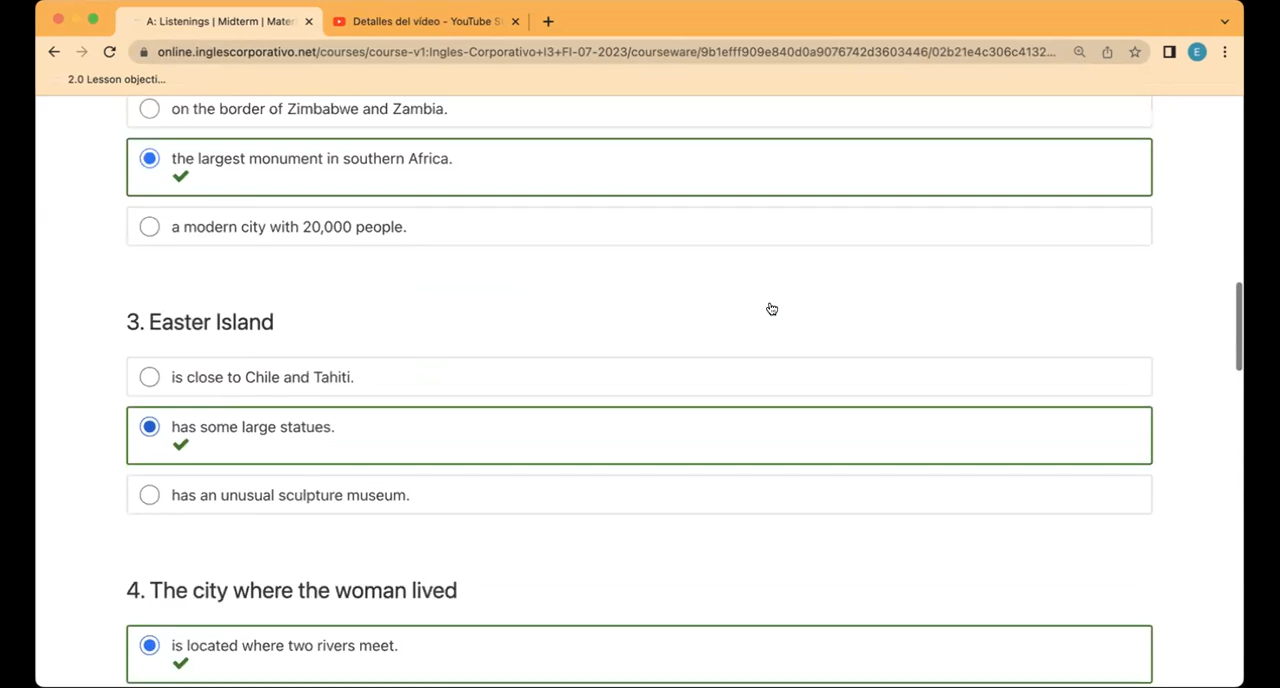 A: Listenings | Midterm | Mater
Detalles del vídeo - YouTube S
online.inglescorporativo.net/courses/course-v1:Ingles-Corporativo+I3+FI-07-2023/courseware/9b1efff909e840d0a9076742d3603446/02b21e4c306c4132...
E
2.0 Lesson objecti...
on the border of Zimbabwe and Zambia.
the largest monument in southern Africa.
a modern city with 20,000 people.
3. Easter Island
is close to Chile and Tahiti.
has some large statues.
has an unusual sculpture museum.
4. The city where the woman lived
is located where two rivers meet.